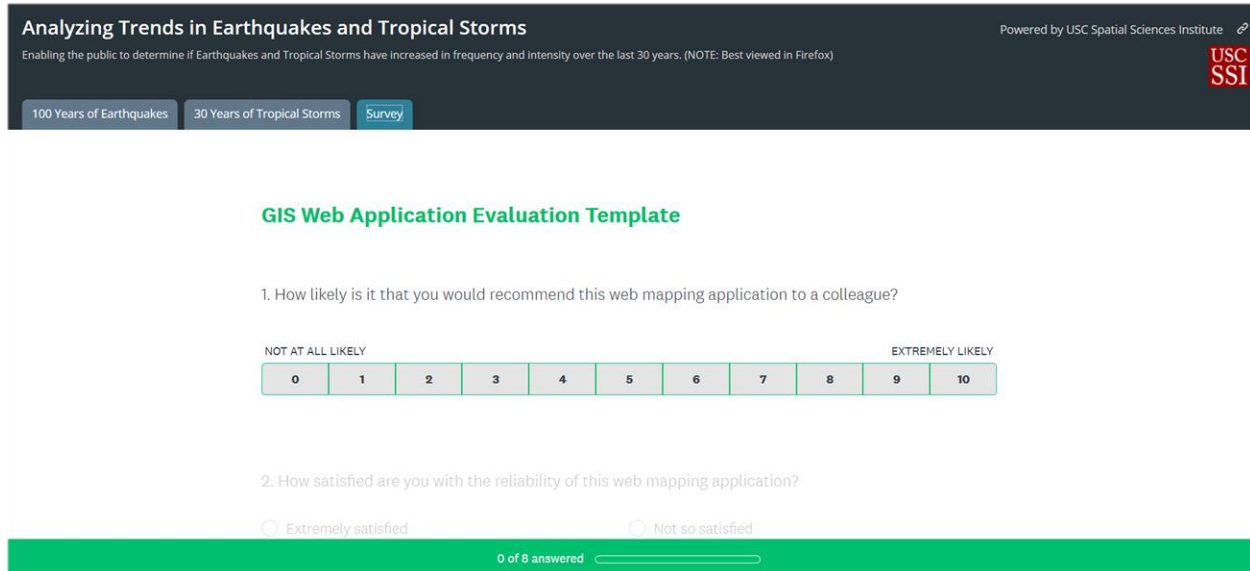 Analyzing Trends in Earthquakes and Tropical Storms
Powered by USC Spatial Sciences Institute
Enabling the public to determine if Earthquakes and Tropical Storms have increased in frequency and intensity over the last 30 years. (NOTE: Best viewed in Firefox)
USC
SSI
100 Years of Earthquakes 30 Years of Tropical Storms Survey
GIS Web Application Evaluation Template
1. How likely is it that you would recommend this web mapping application to a colleague?
NOT AT ALL LIKELY EXTREMELY LIKELY
0 1 2 3 4 5 6 7 8 9 10
2. How satisfied are you with the reliability of this web mapping application?
Extremely satisfied Not so satisfied
0 of 8 answered